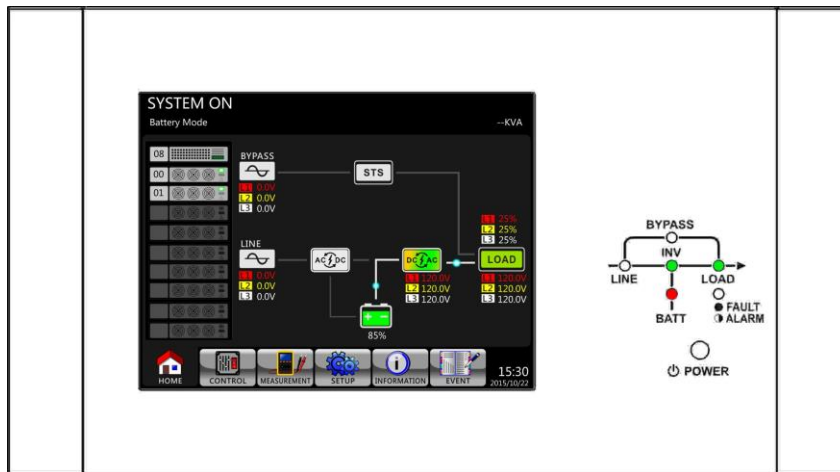 SYSTEM ON
Battery Mode
--KVA
08
00
01
BYPASS
L1 0.0V
L2 0.0V
L3 0.0V
STS
LINE
L1 0.0V
L2 0.0V
L3 0.0V
AC DC
DC AC
L1 120.0V
L2 120.0V
L3 120.0V
85%
L1 25%
L2 25%
L3 25%
LOAD
L1 120.0V
L2 120.0V
L3 120.0V
HOME
CONTROL
MEASUREMENT
SETUP
INFORMATION
EVENT
15:30
2015/10/22
BYPASS
INV
LINE
LOAD
BATT
FAULT
ALARM
POWER